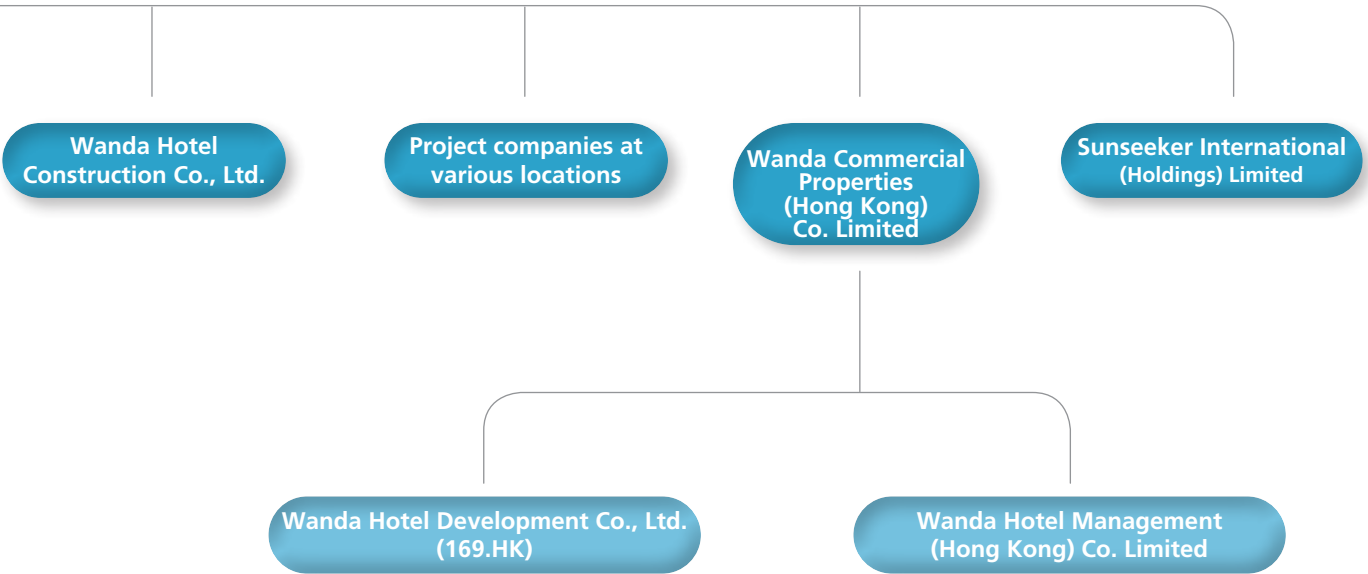 Wanda Hotel
Construction Co., Ltd.
Project companies at
various locations
Wanda Commercial
Properties
(Hong Kong)
Co. Limited
Sunseeker International
(Holdings) Limited
Wanda Hotel Development Co., Ltd.
(169.HK)
Wanda Hotel Management
(Hong Kong) Co. Limited